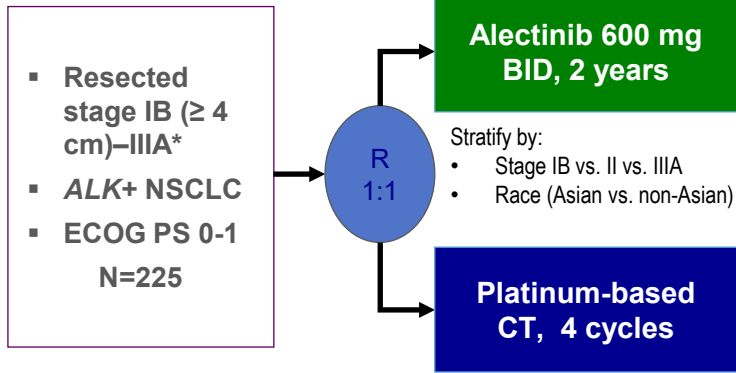 ▪ Resected
stage IB (≥ 4
cm)–IIIA*
▪ ALK+ NSCLC
▪ ECOG PS 0-1
N=225
R
1:1
Alectinib 600 mg
BID, 2 years
Stratify by:
• Stage IB vs. II vs. IIIA
• Race (Asian vs. non-Asian)
Platinum-based
CT, 4 cycles